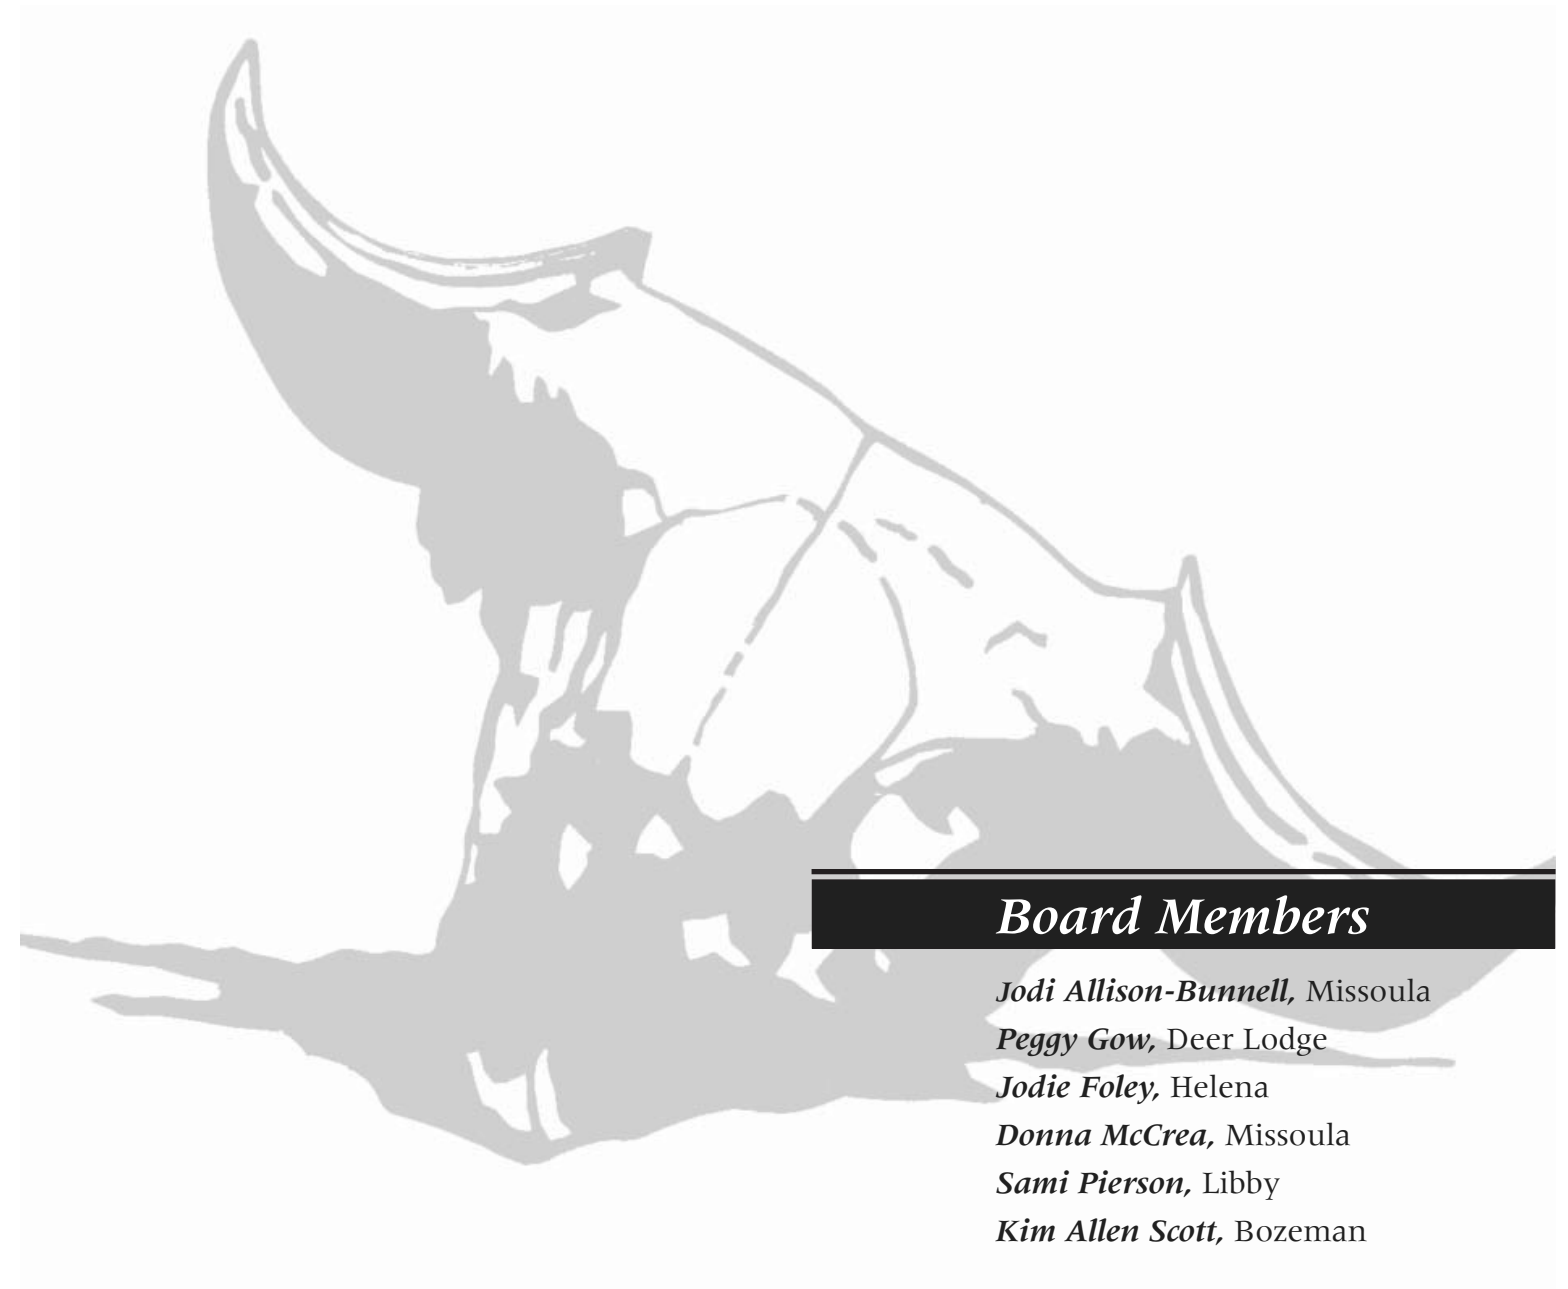 Board Members
Jodi Allison-Bunnell, Missoula
Peggy Gow, Deer Lodge
Jodie Foley, Helena
Donna McCrea, Missoula
Sami Pierson, Libby
Kim Allen Scott, Bozeman